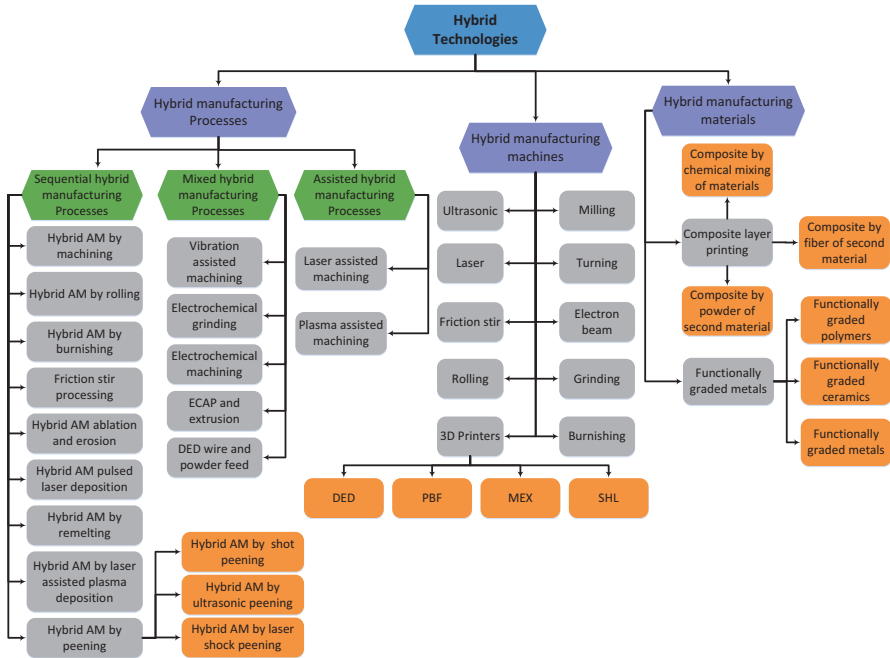 Hybrid
Technologies
Hybrid manufacturing
Processes
Hybrid manufacturing
machines
Hybrid manufacturing
materials
Sequential hybrid
manufacturing
Processes
Mixed hybrid
manufacturing
Processes
Assisted hybrid
manufacturing
Processes
Hybrid AM by
machining
Hybrid AM by rolling
Hybrid AM by
burnishing
Friction stir
processing
Hybrid AM ablation
and erosion
Hybrid AM pulsed
laser deposition
Hybrid AM by
remelting
Hybrid AM by laser
assisted plasma
deposition
Hybrid AM by
peening
Hybrid AM by shot
peening
Hybrid AM by
ultrasonic peening
Hybrid AM by laser
shock peening
Vibration
assisted
machining
Electrochemical
grinding
Electrochemical
machining
ECAP and
extrusion
DED wire and
powder feed
Laser assisted
machining
Plasma assisted
machining
Ultrasonic
Milling
Laser
Turning
Friction stir
Electron
beam
Rolling
Grinding
3D Printers
Burnishing
DED
PBF
MEX
SHL
Composite by
chemical mixing
of materials
Composite layer
printing
Composite by
fiber of second
material
Composite by
powder of
second material
Functionally
graded metals
Functionally
graded
polymers
Functionally
graded
ceramics
Functionally
graded metals